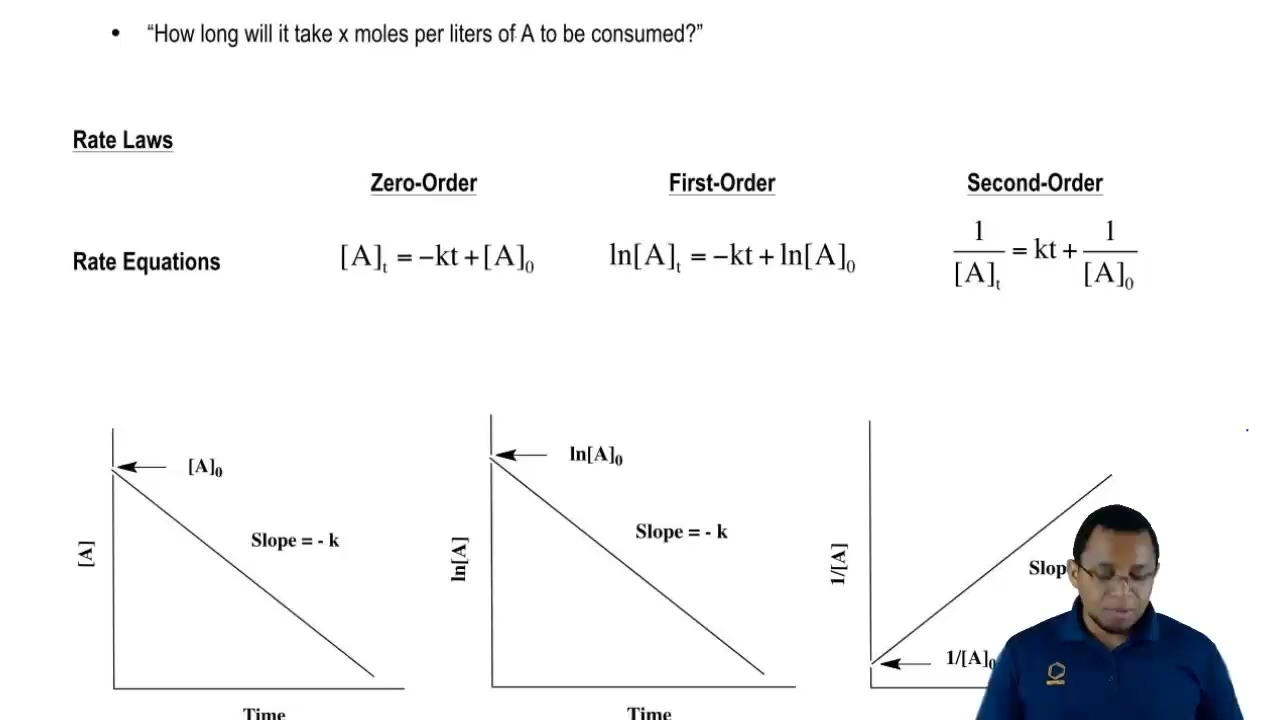 • “How long will it take x moles per liters of A to be consumed?”
Rate Laws
Zero-Order First-Order Second-Order
Rate Equations [A]t = −kt + [A]0 ln[A]t = −kt + ln[A]0 1/[A]t = kt + 1/[A]0
[A]0
Slope = - k
[A]
Time
ln[A]0
Slope = - k
ln[A]
Time
1/[A]
1/[A]0